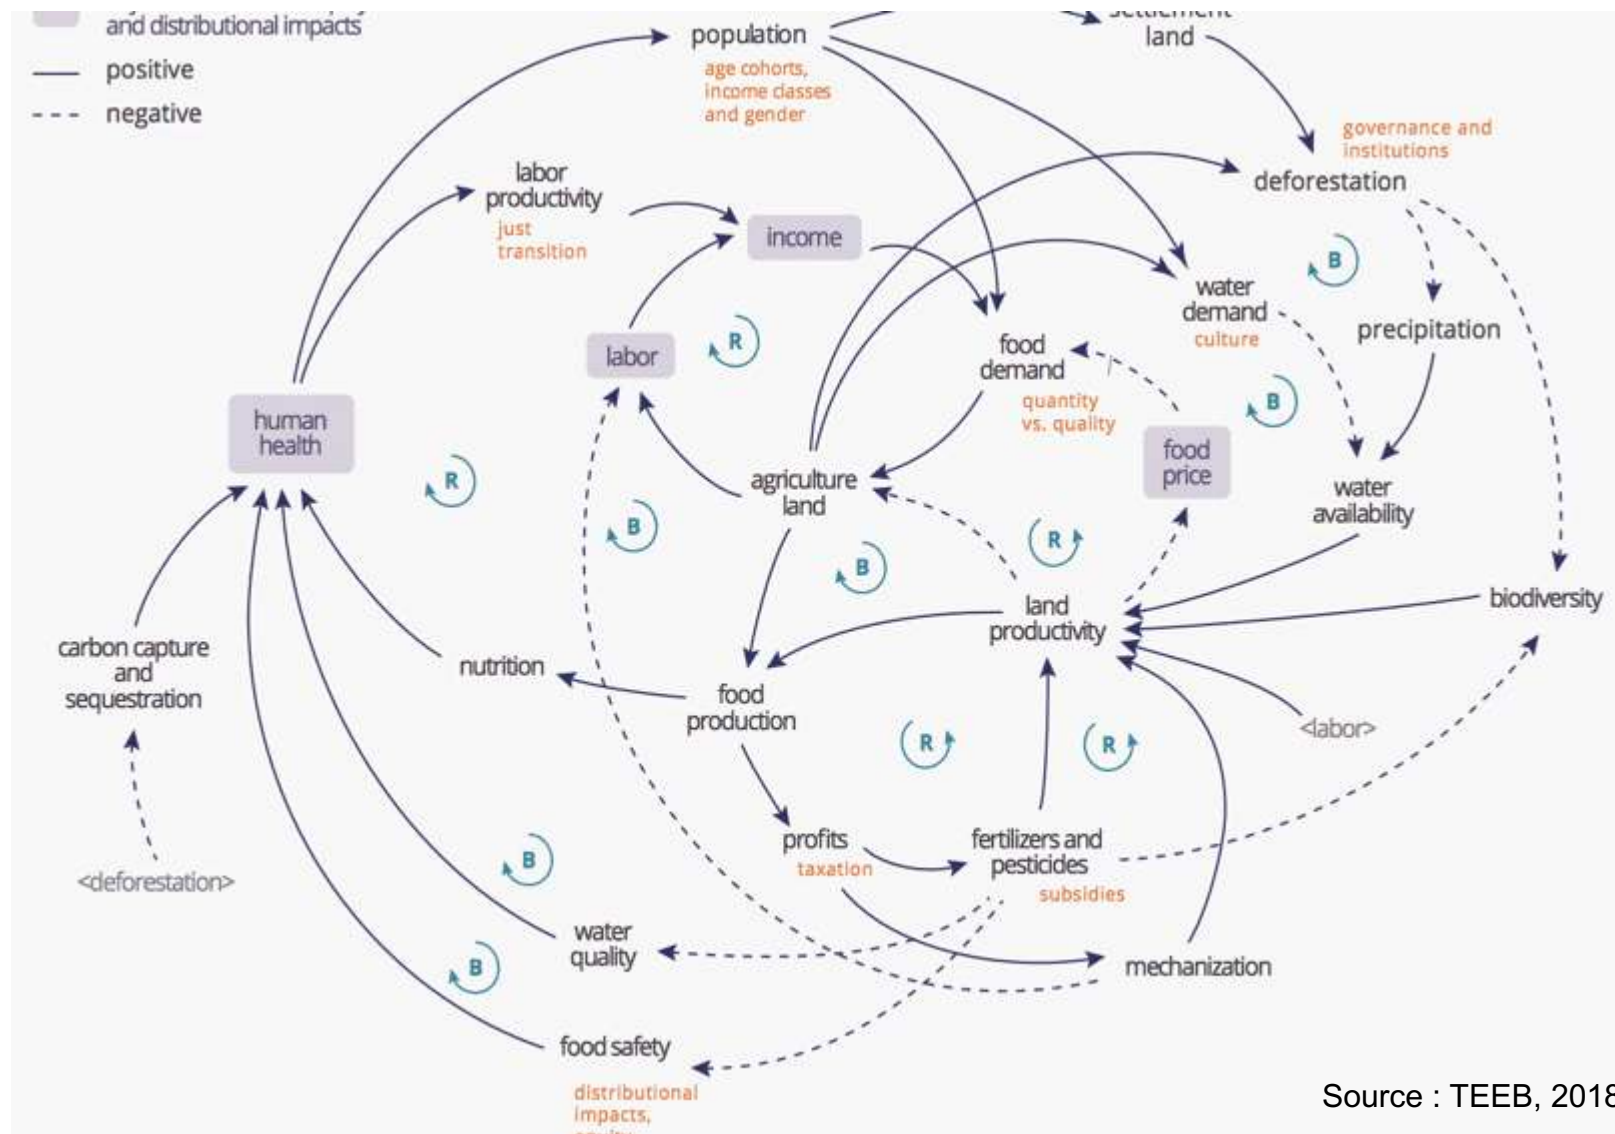 and distributional impacts
positive
negative
population
age cohorts,
income classes
and gender
settlement
land
governance and
institutions
deforestation
labor
productivity
just
transition
income
B
water
demand
culture
precipitation
labor
R
food
demand
quantity
vs. quality
B
human
health
food
price
R
agriculture
land
water
availability
B
B
R
land
productivity
biodiversity
carbon capture
and
sequestration
nutrition
food
production
<labor>
R
R
profits
taxation
fertilizers and
pesticides
subsidies
<deforestation>
B
water
quality
B
mechanization
food safety
distributional
impacts,
Source : TEEB, 2018